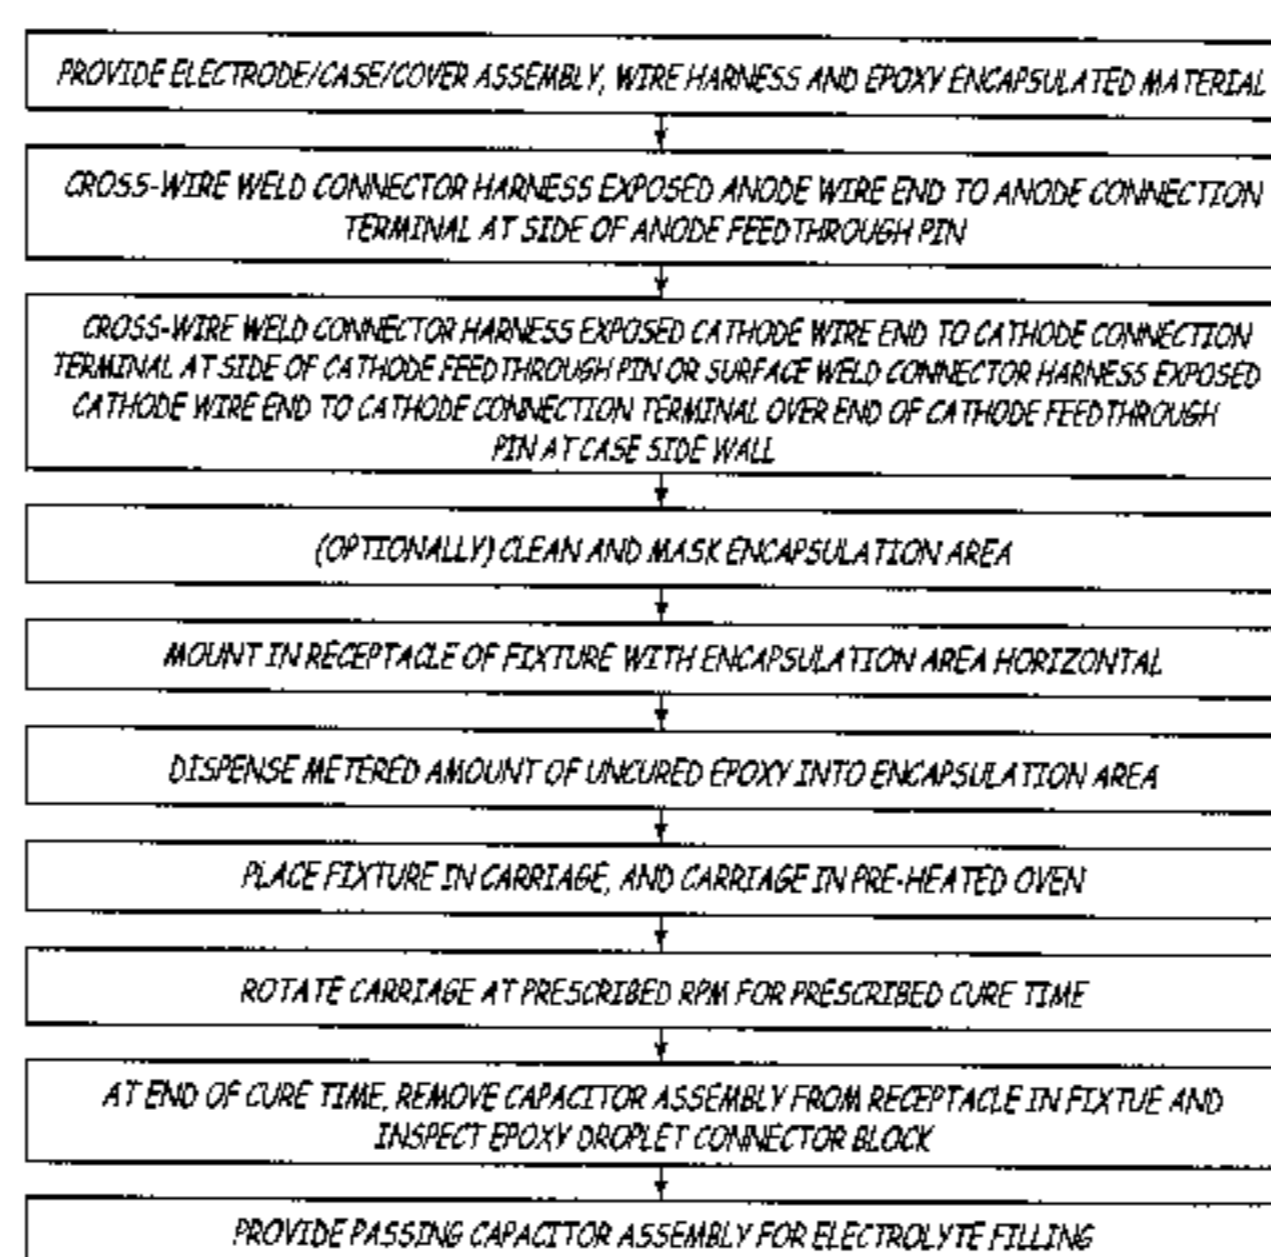 PROVIDE ELECTRODE/CASE/COVER ASSEMBLY, WIRE HARNESS AND EPOXY ENCAPSULATED MATERIAL
CROSS-WIRE WELD CONNECTOR HARNESS EXPOSED ANODE WIRE END TO ANODE CONNECTION
TERMINAL AT SIDE OF ANODE FEEDTHROUGH PIN
CROSS-WIRE WELD CONNECTOR HARNESS EXPOSED CATHODE WIRE END TO CATHODE CONNECTION
TERMINAL AT SIDE OF CATHODE FEEDTHROUGH PIN OR SURFACE WELD CONNECTOR HARNESS EXPOSED
CATHODE WIRE END TO CATHODE CONNECTION TERMINAL OVER END OF CATHODE FEEDTHROUGH
PIN AT CASE SIDE WALL
(OPTIONALLY) CLEAN AND MASK ENCAPSULATION AREA
MOUNT IN RECEPTACLE OF FIXTURE WITH ENCAPSULATION AREA HORIZONTAL
DISPENSE METERED AMOUNT OF UNCURED EPOXY INTO ENCAPSULATION AREA
PLACE FIXTURE IN CARRIAGE, AND CARRIAGE IN PRE-HEATED OVEN
ROTATE CARRIAGE AT PRESCRIBED RPM FOR PRESCRIBED CURE TIME
AT END OF CURE TIME, REMOVE CAPACITOR ASSEMBLY FROM RECEPTACLE IN FIXTUE AND
INSPECT EPOXY DROPLET CONNECTOR BLOCK
PROVIDE PASSING CAPACITOR ASSEMBLY FOR ELECTROLYTE FILLING